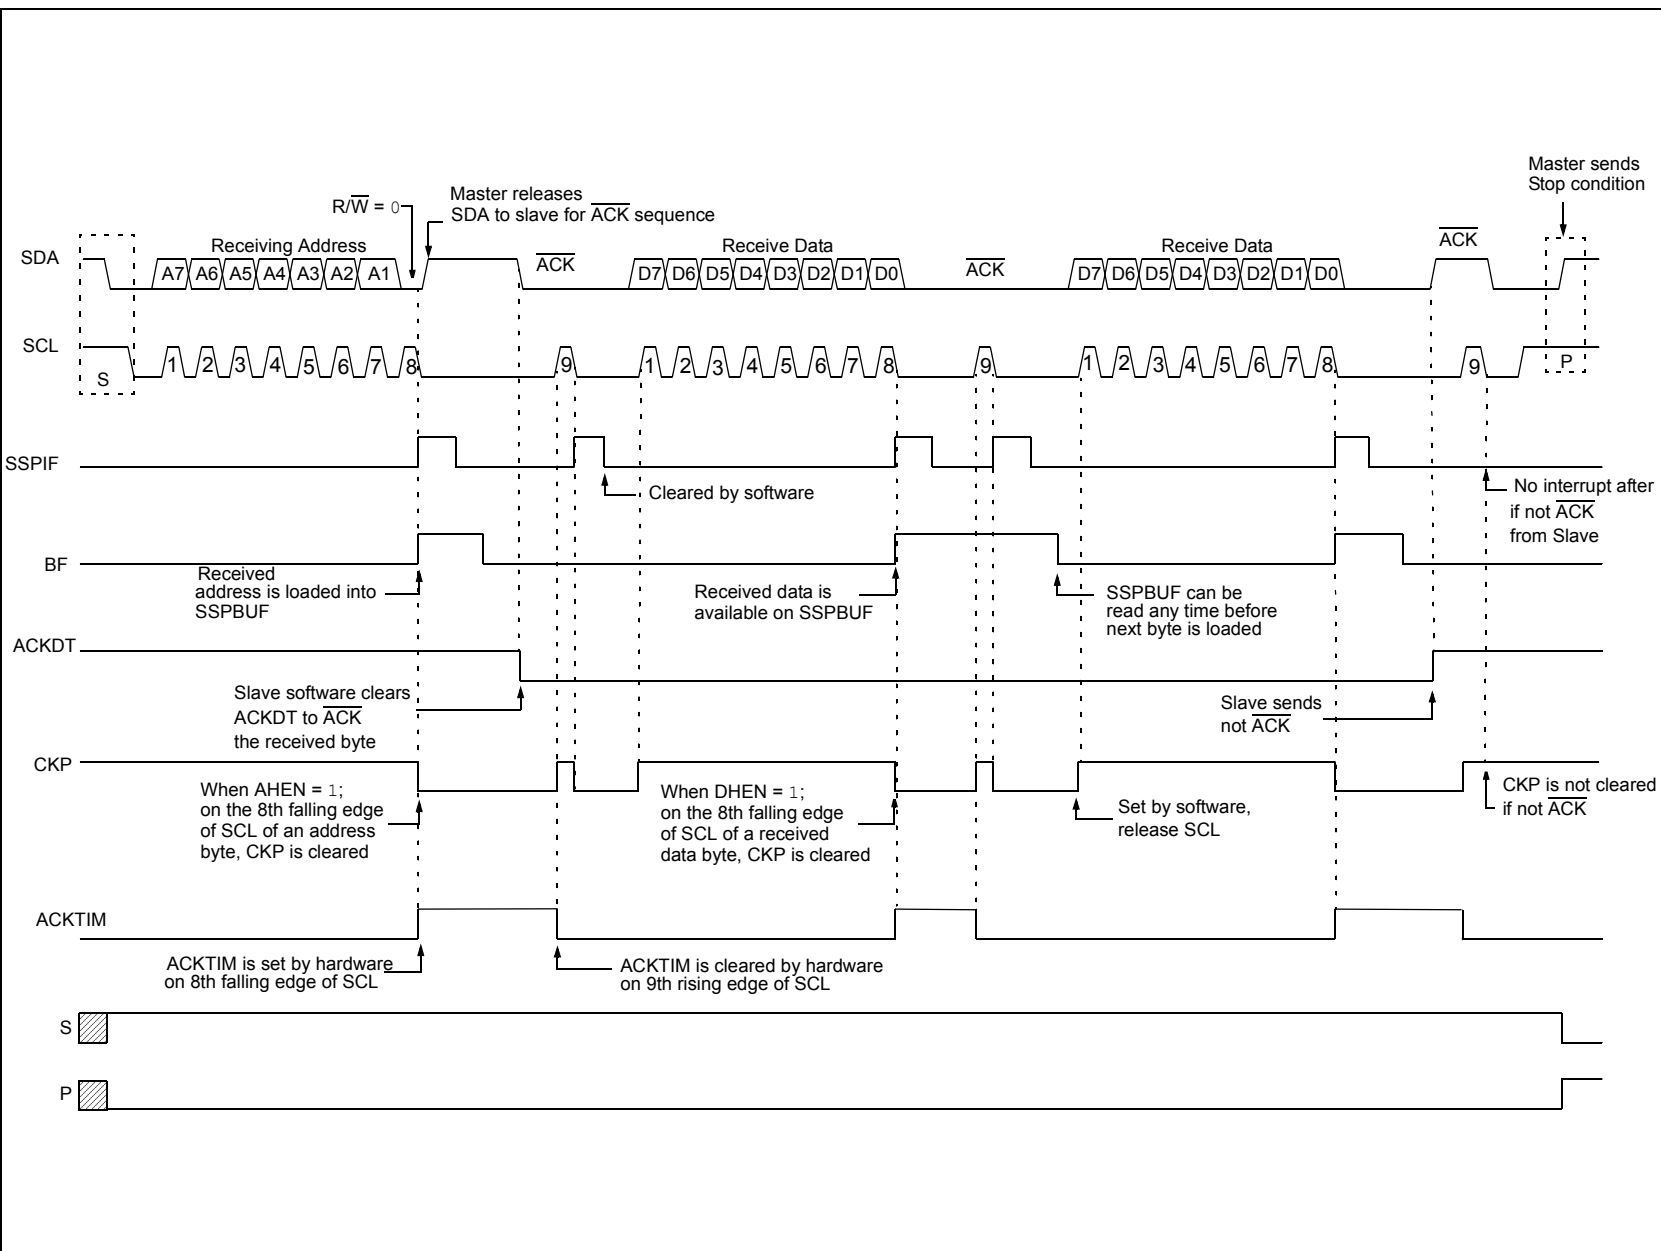 Master sends
Stop condition
Master releases
SDA to slave for ACK sequence
R/W = 0
SDA
Receiving Address
ACK
Receive Data
ACK
Receive Data
ACK
A7 A6 A5 A4 A3 A2 A1
D7 D6 D5 D4 D3 D2 D1 D0
D7 D6 D5 D4 D3 D2 D1 D0
SCL
S
1 2 3 4 5 6 7 8 9
1 2 3 4 5 6 7 8 9
1 2 3 4 5 6 7 8 9
P
SSPIF
Cleared by software
No interrupt after
if not ACK
from Slave
BF
Received
address is loaded into
SSPBUF
Received data is
available on SSPBUF
SSPBUF can be
read any time before
next byte is loaded
ACKDT
Slave software clears
ACKDT to ACK
the received byte
Slave sends
not ACK
CKP
When AHEN = 1;
on the 8th falling edge
of SCL of an address
byte, CKP is cleared
When DHEN = 1;
on the 8th falling edge
of SCL of a received
data byte, CKP is cleared
Set by software,
release SCL
CKP is not cleared
if not ACK
ACKTIM
ACKTIM is set by hardware
on 8th falling edge of SCL
ACKTIM is cleared by hardware
on 9th rising edge of SCL
S
P